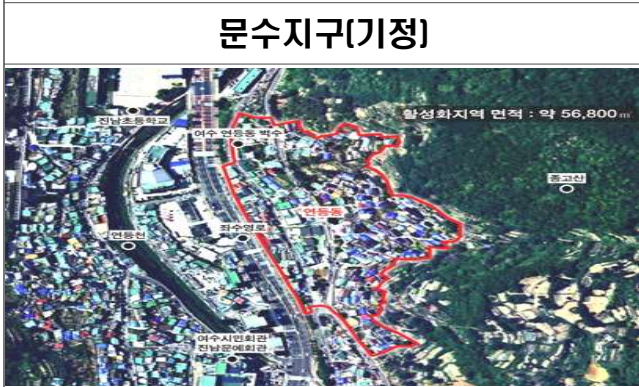 문수지구(기정)
활성화지역 면적 : 약 56,800㎡
진남초등학교
여수 연등동 벅수
종고산
연등동
좌수영로
연등천
여수시민회관
진남문예회관